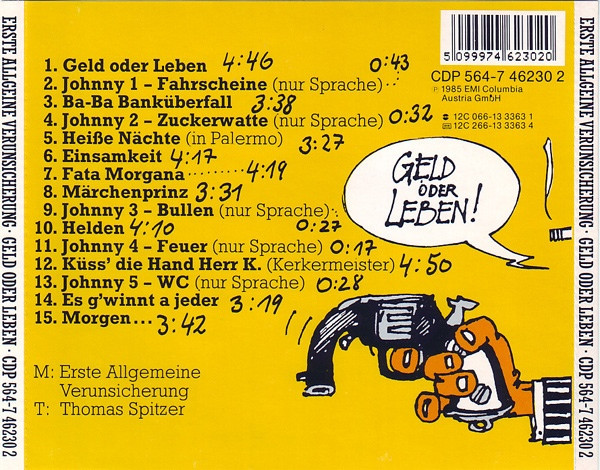 ERSTE ALLGEINE VERUNSICHERUNG · GELD ODER LEBEN · CDP 564-7 46230 2
1. Geld oder Leben 4:46
2. Johnny 1 – Fahrscheine (nur Sprache) 0:43
3. Ba-Ba Banküberfall 3:38
4. Johnny 2 – Zuckerwatte (nur Sprache) 0:32
5. Heiße Nächte (in Palermo) 3:27
6. Einsamkeit 4:17
7. Fata Morgana ......... 4:19
8. Märchenprinz 3:31
9. Johnny 3 – Bullen (nur Sprache) 0:27
10. Helden 4:10
11. Johnny 4 – Feuer (nur Sprache) 0:17
12. Küss' die Hand Herr K. (Kerkermeister) 4:50
13. Johnny 5 – WC (nur Sprache) 0:28
14. Es g'winnt a jeder 3:19
15. Morgen... 3:42
M: Erste Allgemeine
Verunsicherung
T: Thomas Spitzer
5 099974 623020
CDP 564-7 46230 2
℗ 1985 EMI Columbia
Austria GmbH
12C 066-13 3363 1
12C 266-13 3363 4
GELD
ODER
LEBEN!
ERSTE ALLGEINE VERUNSICHERUNG · GELD ODER LEBEN · CDP 564-7 46230 2